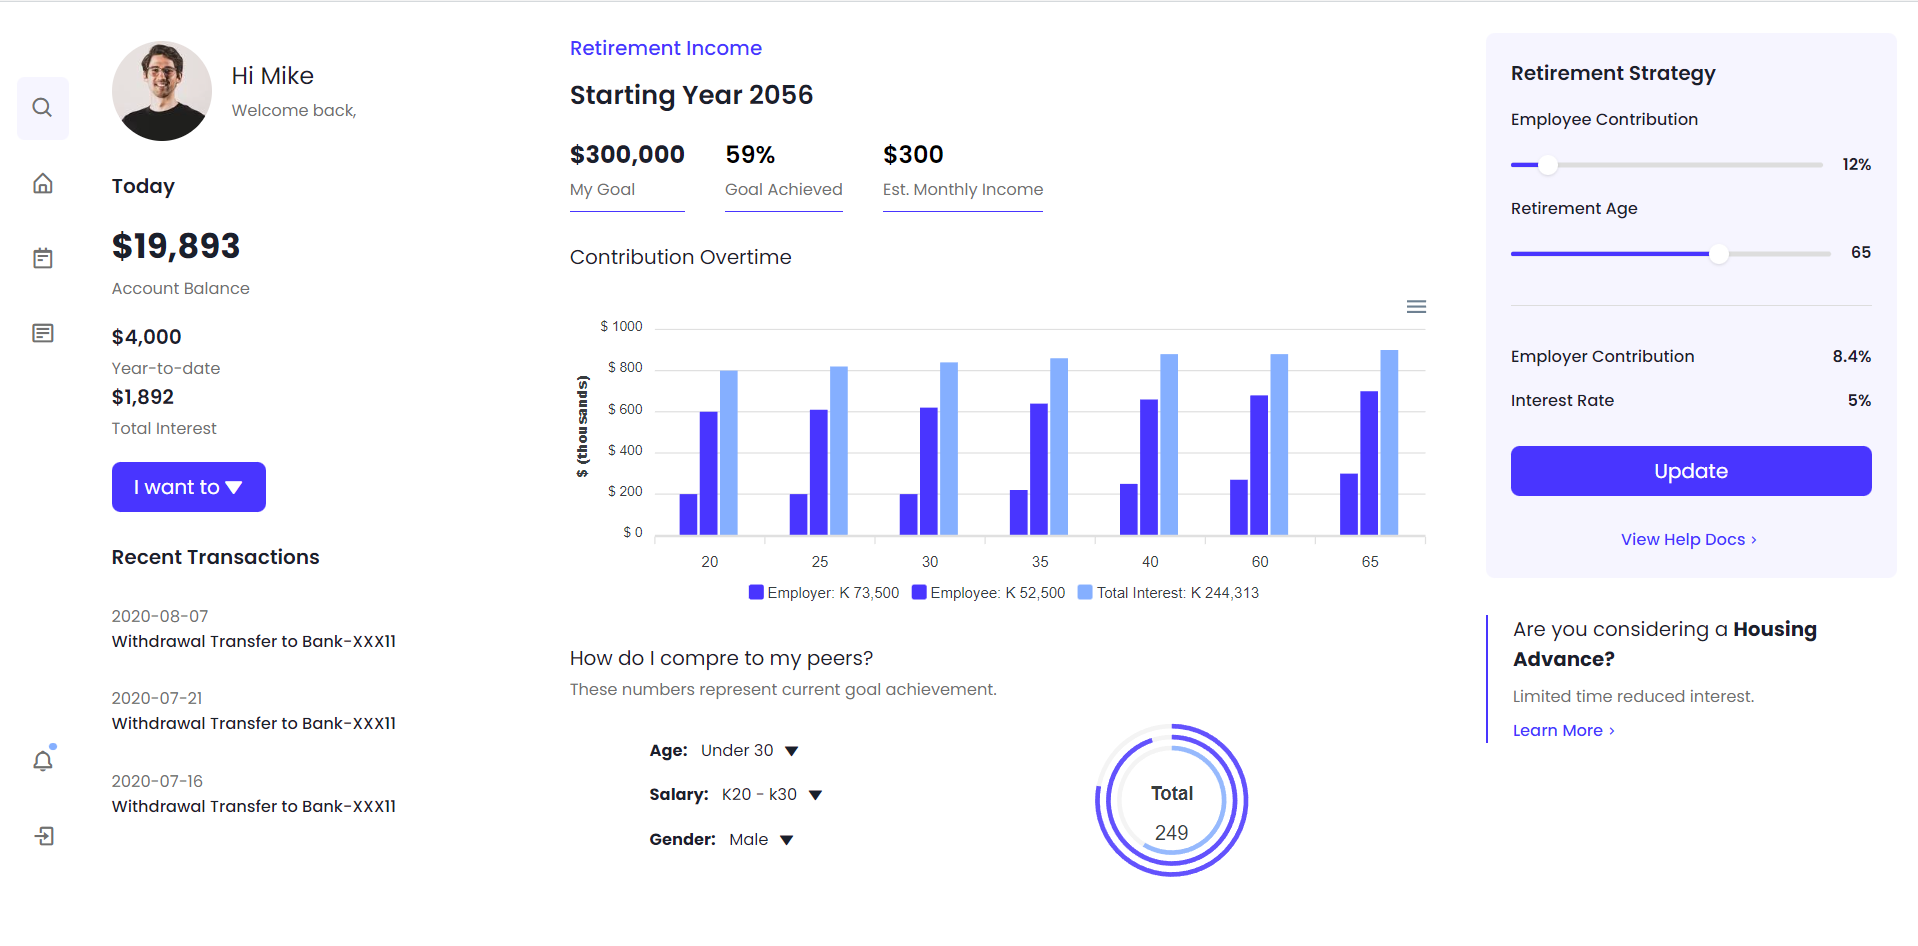 Hi Mike
Welcome back,
Today
$19,893
Account Balance
$4,000
Year-to-date
$1,892
Total Interest
I want to
Recent Transactions
2020-08-07
Withdrawal Transfer to Bank-XXX11
2020-07-21
Withdrawal Transfer to Bank-XXX11
2020-07-16
Withdrawal Transfer to Bank-XXX11
Retirement Income
Starting Year 2056
$300,000 59% $300
My Goal Goal Achieved Est. Monthly Income
Contribution Overtime
$ (thousands)
$ 1000
$ 800
$ 600
$ 400
$ 200
$ 0
20 25 30 35 40 60 65
Employer: K 73,500 Employee: K 52,500 Total Interest: K 244,313
How do I compre to my peers?
These numbers represent current goal achievement.
Age: Under 30
Salary: K20 - k30
Gender: Male
Total
249
Retirement Strategy
Employee Contribution
12%
Retirement Age
65
Employer Contribution 8.4%
Interest Rate 5%
Update
View Help Docs ›
Are you considering a Housing
Advance?
Limited time reduced interest.
Learn More ›